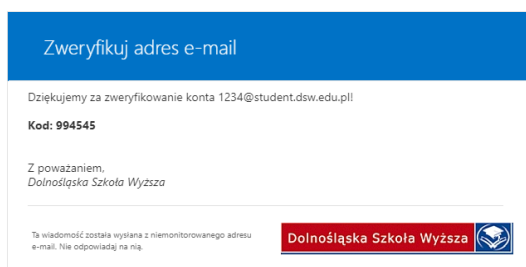 Zweryfikuj adres e-mail
Dziękujemy za zweryfikowanie konta 1234@student.dsw.edu.pl!
Kod: 994545
Z poważaniem,
Dolnośląska Szkoła Wyższa
Ta wiadomość została wysłana z niemonitorowanego adresu
e-mail. Nie odpowiadaj na nią.
Dolnośląska Szkoła Wyższa